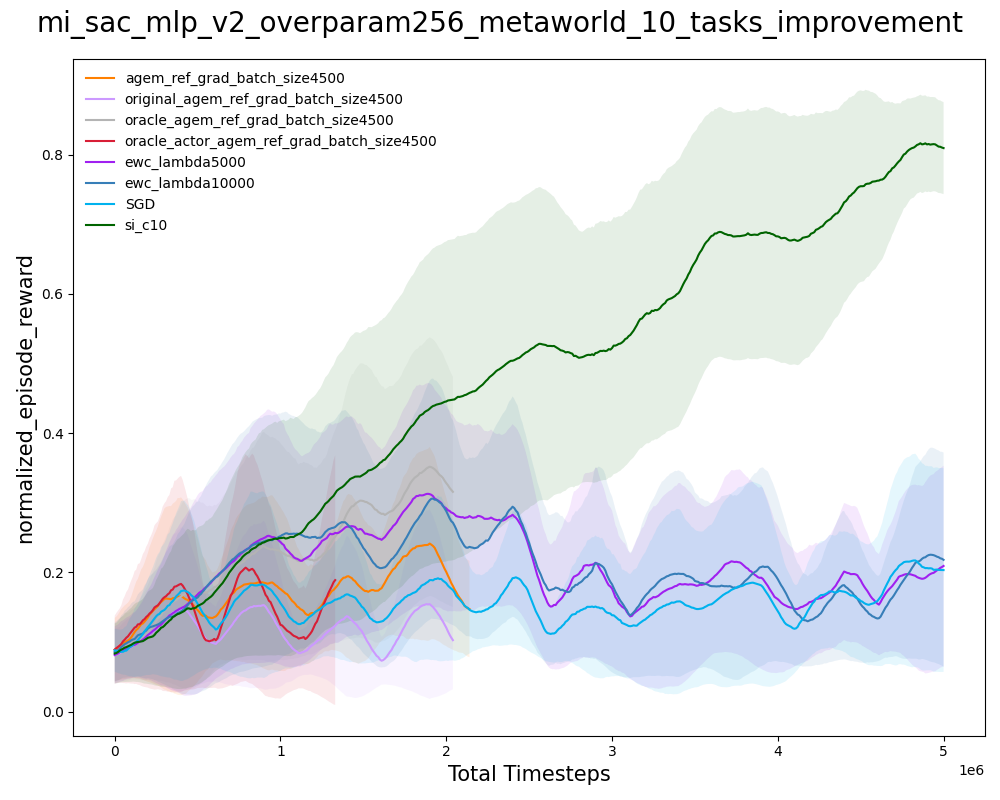 mi_sac_mlp_v2_overparam256_metaworld_10_tasks_improvement
agem_ref_grad_batch_size4500
original_agem_ref_grad_batch_size4500
oracle_agem_ref_grad_batch_size4500
oracle_actor_agem_ref_grad_batch_size4500
ewc_lambda5000
ewc_lambda10000
SGD
si_c10
normalized_episode_reward
0.8
0.6
0.4
0.2
0.0
0 1 2 3 4 5
1e6
Total Timesteps